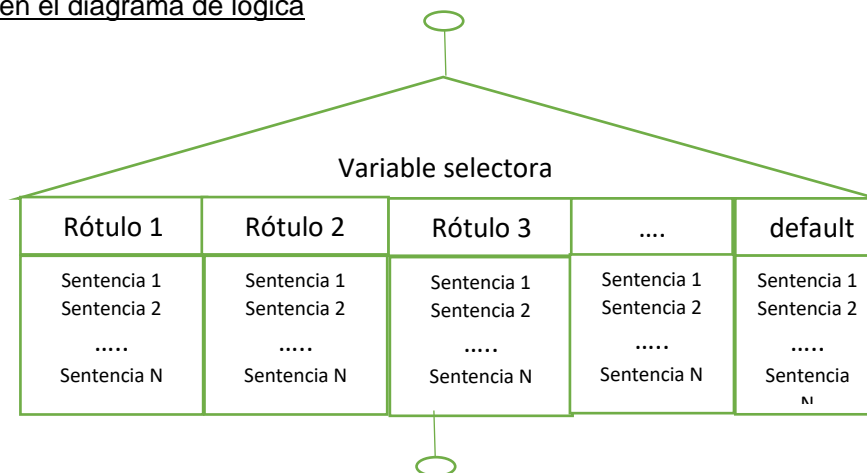 en el diagrama de lógica
Variable selectora
Rótulo 1 Rótulo 2 Rótulo 3 .... default
Sentencia 1 Sentencia 1 Sentencia 1 Sentencia 1 Sentencia 1
Sentencia 2 Sentencia 2 Sentencia 2 Sentencia 2 Sentencia 2
..... ..... ..... ..... .....
Sentencia N Sentencia N Sentencia N Sentencia N Sentencia
N